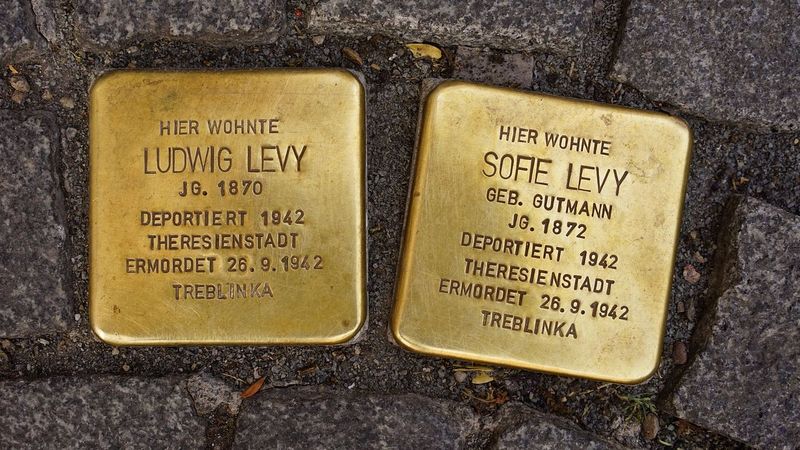 HIER WOHNTE
LUDWIG LEVY
JG. 1870
DEPORTIERT 1942
THERESIENSTADT
ERMORDET 26.9.1942
TREBLINKA
HIER WOHNTE
SOFIE LEVY
GEB. GUTMANN
JG. 1872
DEPORTIERT 1942
THERESIENSTADT
ERMORDET 26.9.1942
TREBLINKA